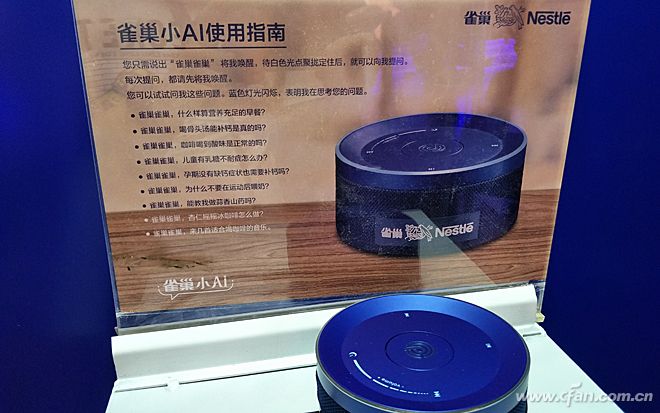 雀巢小AI使用指南
雀巢 Nestlé
您只需说出“雀巢雀巢”将我唤醒，待白色光点聚拢定住后，就可以向我提问。
每次提问，都请先将我唤醒。
您可以试试问我这些问题。蓝色灯光闪烁，表明我在思考您的问题。
• 雀巢雀巢，什么样算营养充足的早餐?
• 雀巢雀巢，喝骨头汤能补钙是真的吗?
• 雀巢雀巢，咖啡喝到酸味是正常的吗?
• 雀巢雀巢，儿童有乳糖不耐症怎么办?
• 雀巢雀巢，孕期没有缺钙症状也需要补钙吗?
• 雀巢雀巢，为什么不要在运动后喂奶?
• 雀巢雀巢，能教我做蒜香山药吗?
• 雀巢雀巢，杏仁摇摇冰咖啡怎么做?
• 雀巢雀巢，来几首适合喝咖啡的音乐。
雀巢 Nestlé
雀巢小AI
volume +
www.cfan.com.cn